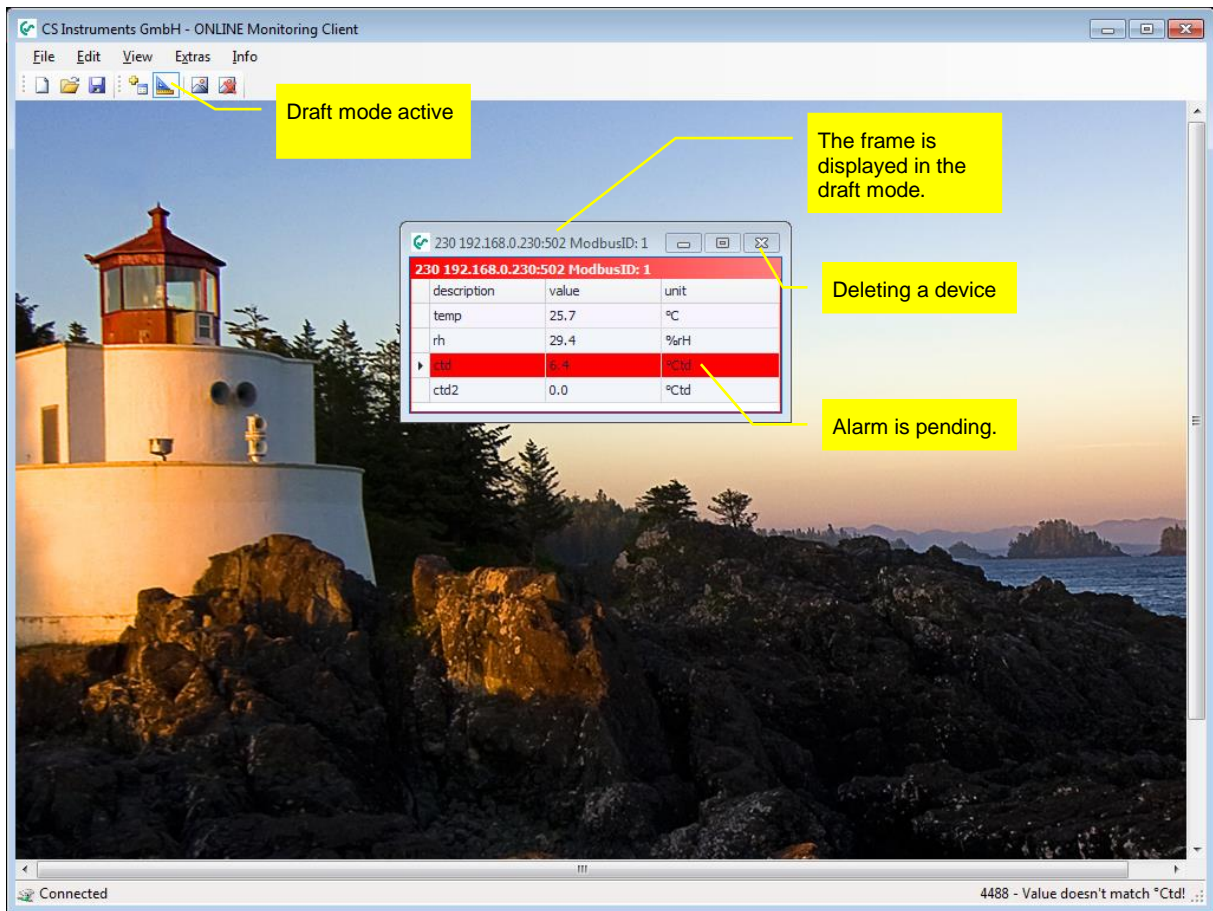 CS Instruments GmbH - ONLINE Monitoring Client
File Edit View Extras Info
Draft mode active
The frame is
displayed in the
draft mode.
230 192.168.0.230:502 ModbusID: 1
230 192.168.0.230:502 ModbusID: 1
description value unit
temp 25.7 °C
rh 29.4 %rH
ctd 6.4 °Ctd
ctd2 0.0 °Ctd
Deleting a device
Alarm is pending.
Connected
4488 - Value doesn't match °Ctd!